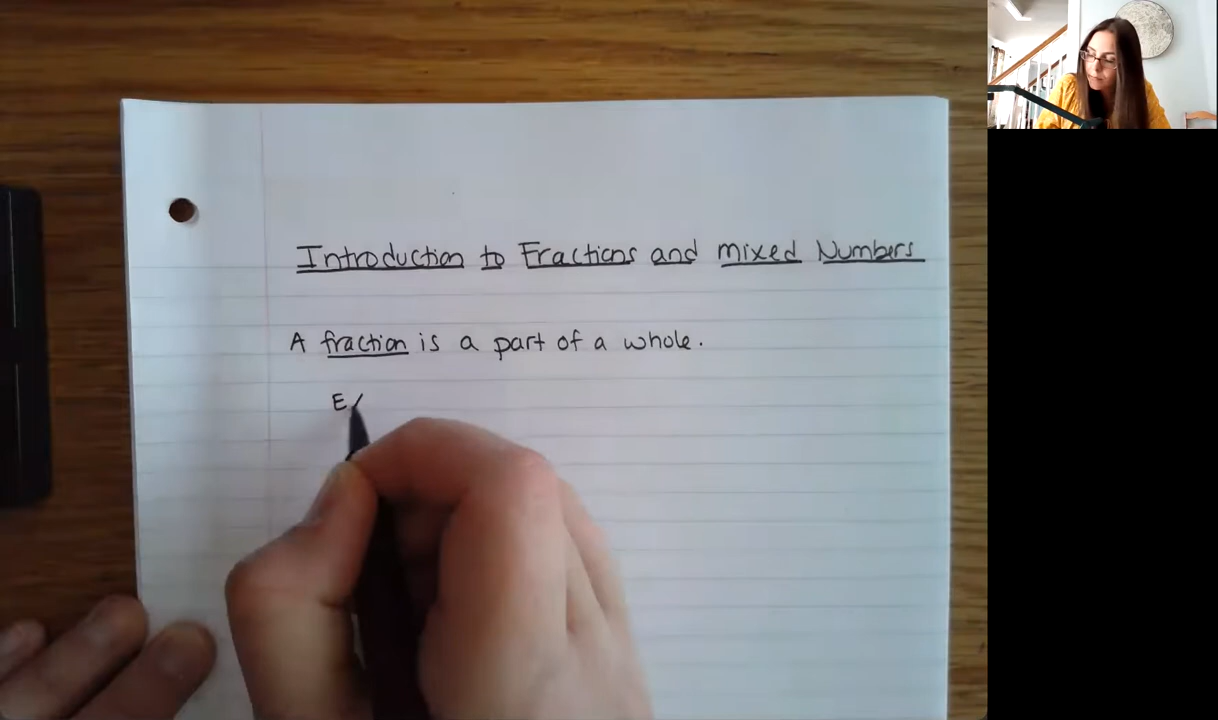 Introduction to Fractions and mixed Numbers
A fraction is a part of a whole.
E